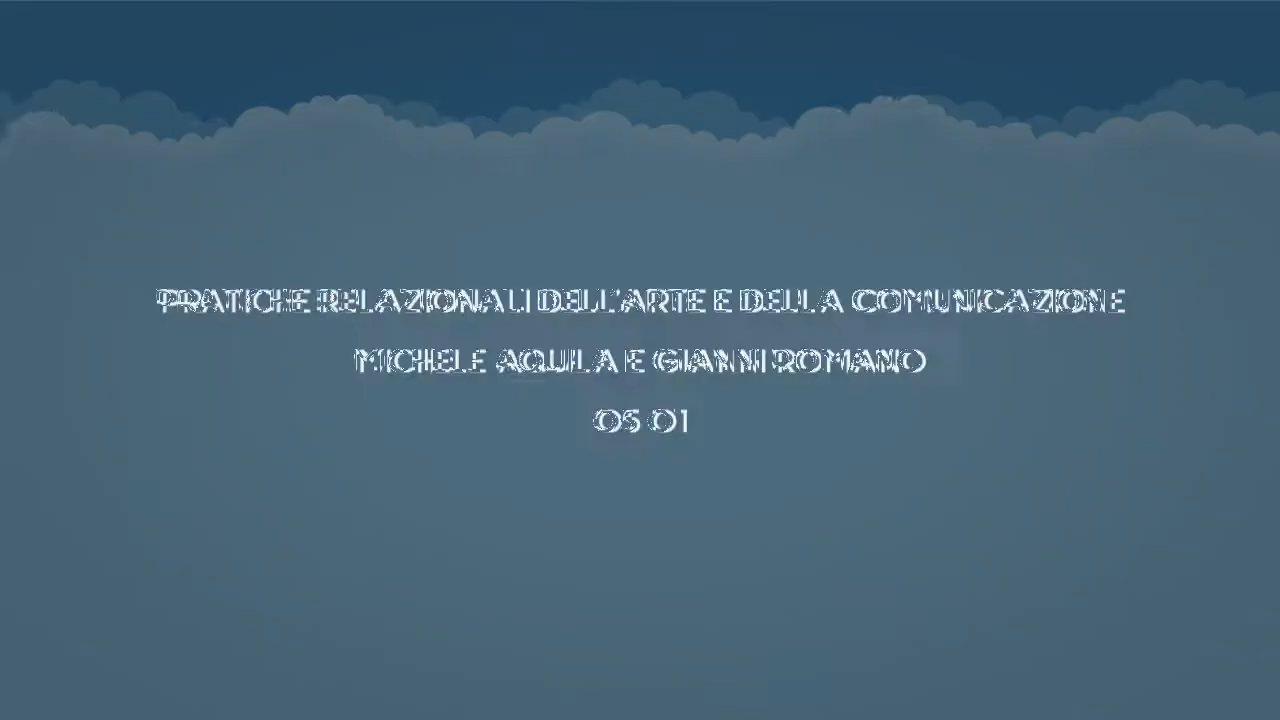 PRATICHE RELAZIONALI DELL'ARTE E DELLA COMUNICAZIONE
MICHELE AQUILA E GIANNI ROMANO
05 01